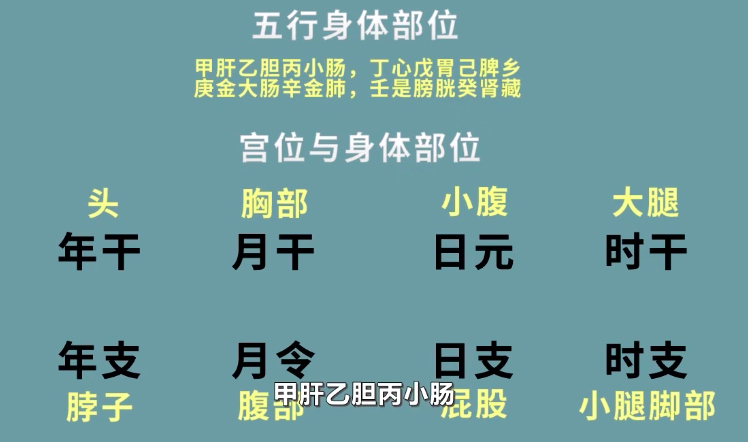 五行身体部位
甲肝乙胆丙小肠，丁心戊胃己脾乡
庚金大肠辛金肺，壬是膀胱癸肾藏
宫位与身体部位
头 胸部 小腹 大腿
年干 月干 日元 时干
年支 月令 日支 时支
脖子 腹部 屁股 小腿脚部
甲肝乙胆丙小肠